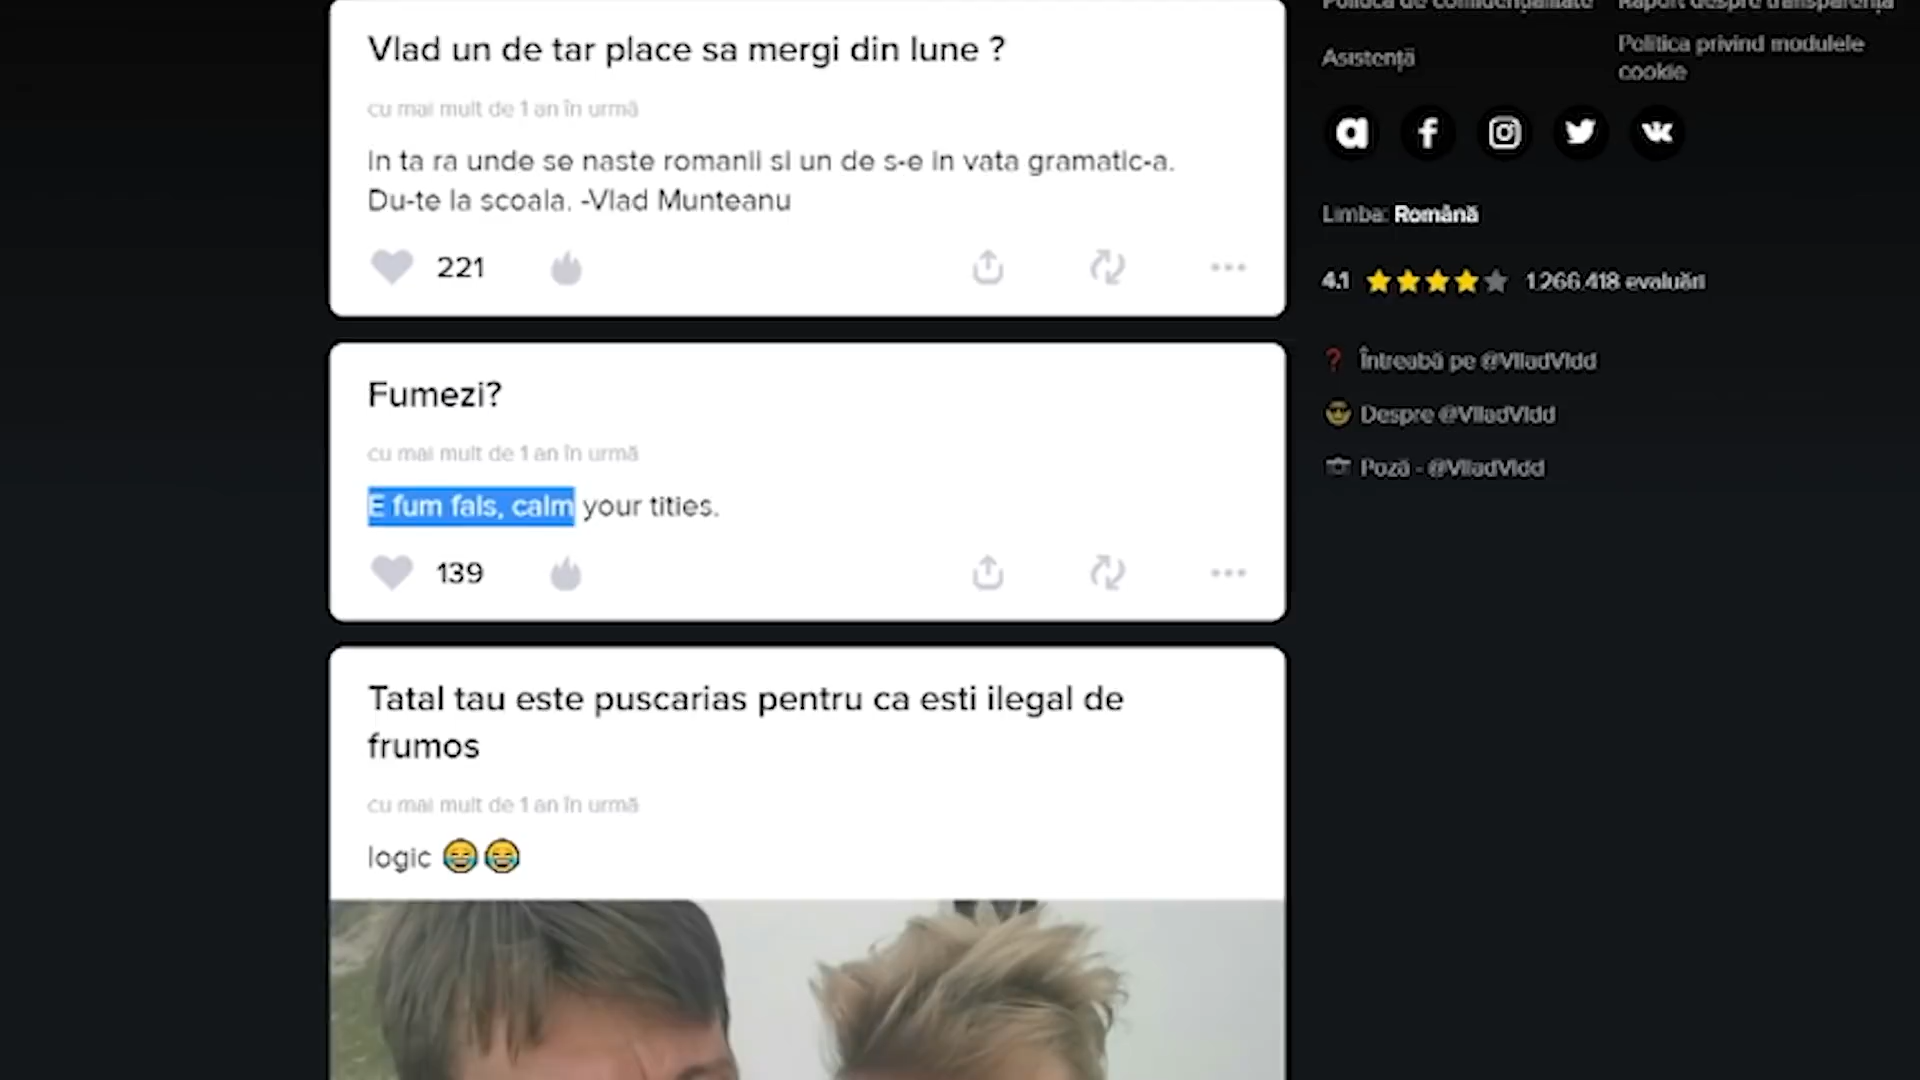 Politica de confidențialitate Raport despre transparență
Vlad un de tar place sa mergi din lune ?
Asistență
Politica privind modulele
cookie
cu mai mult de 1 an în urmă
In ta ra unde se naste romanii si un de s-e in vata gramatic-a.
Du-te la scoala. -Vlad Munteanu
221
Limba: Română
4.1 1.266.418 evaluări
Fumezi?
cu mai mult de 1 an în urmă
E fum fals, calm your tities.
139
❓ Întreabă pe @VlladVldd
😎 Despre @VlladVldd
📷 Poză - @VlladVldd
Tatal tau este puscarias pentru ca esti ilegal de
frumos
cu mai mult de 1 an în urmă
logic 😂😂